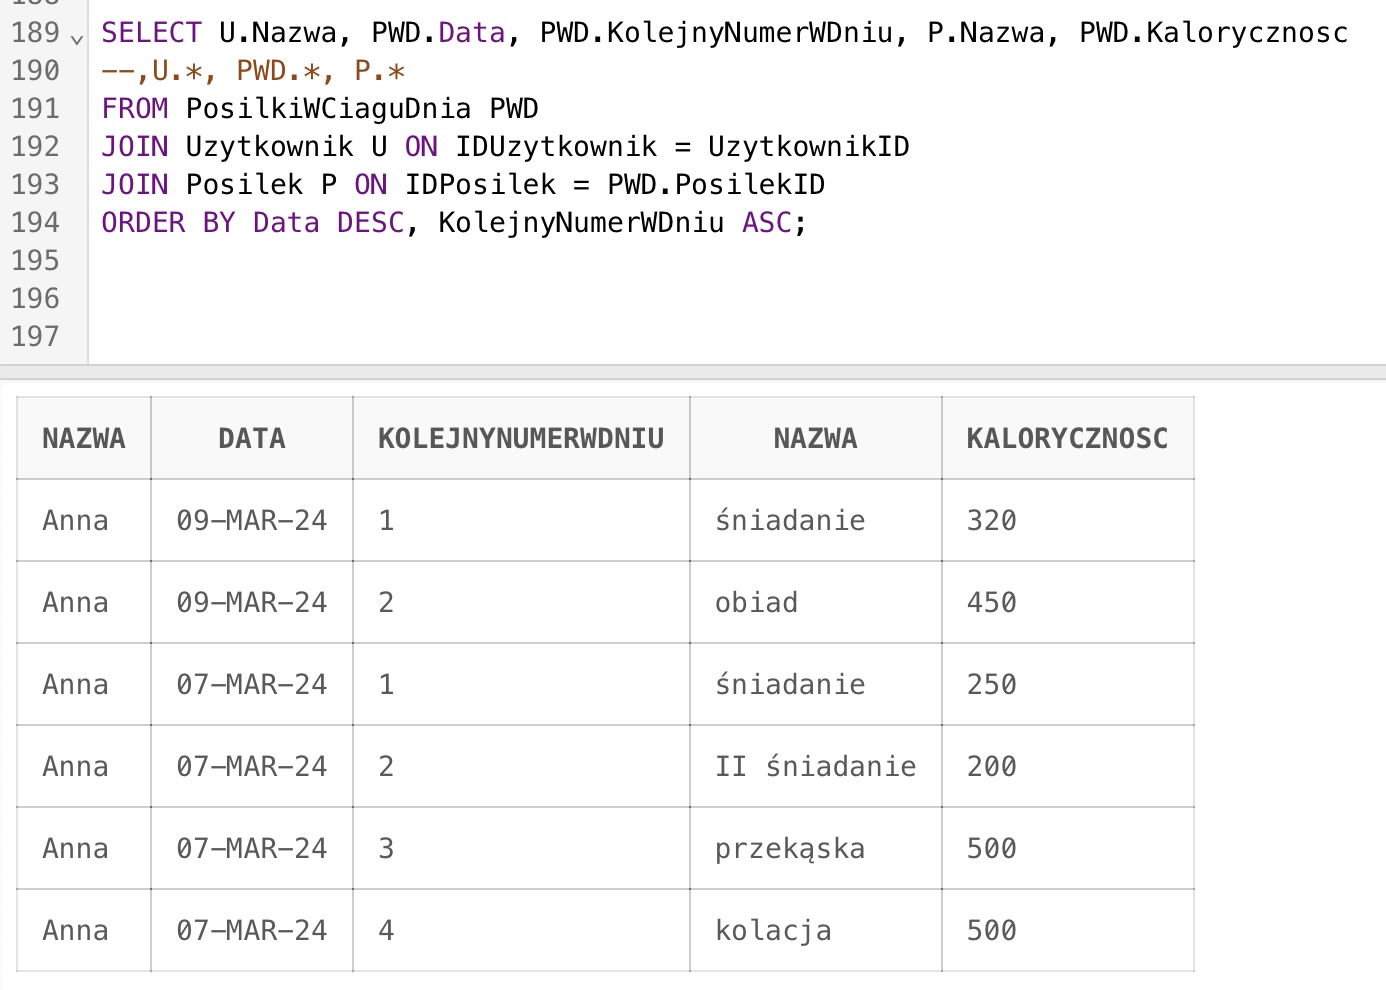 189 SELECT U.Nazwa, PWD.Data, PWD.KolejnyNumerWDniu, P.Nazwa, PWD.Kalorycznosc
190 --,U.*, PWD.*, P.*
191 FROM PosilkiWCiaguDnia PWD
192 JOIN Uzytkownik U ON IDUzytkownik = UzytkownikID
193 JOIN Posilek P ON IDPosilek = PWD.PosilekID
194 ORDER BY Data DESC, KolejnyNumerWDniu ASC;
195
196
197
NAZWA DATA KOLEJNYNUMERWDNIU NAZWA KALORYCZNOSC
Anna 09-MAR-24 1 śniadanie 320
Anna 09-MAR-24 2 obiad 450
Anna 07-MAR-24 1 śniadanie 250
Anna 07-MAR-24 2 II śniadanie 200
Anna 07-MAR-24 3 przekąska 500
Anna 07-MAR-24 4 kolacja 500